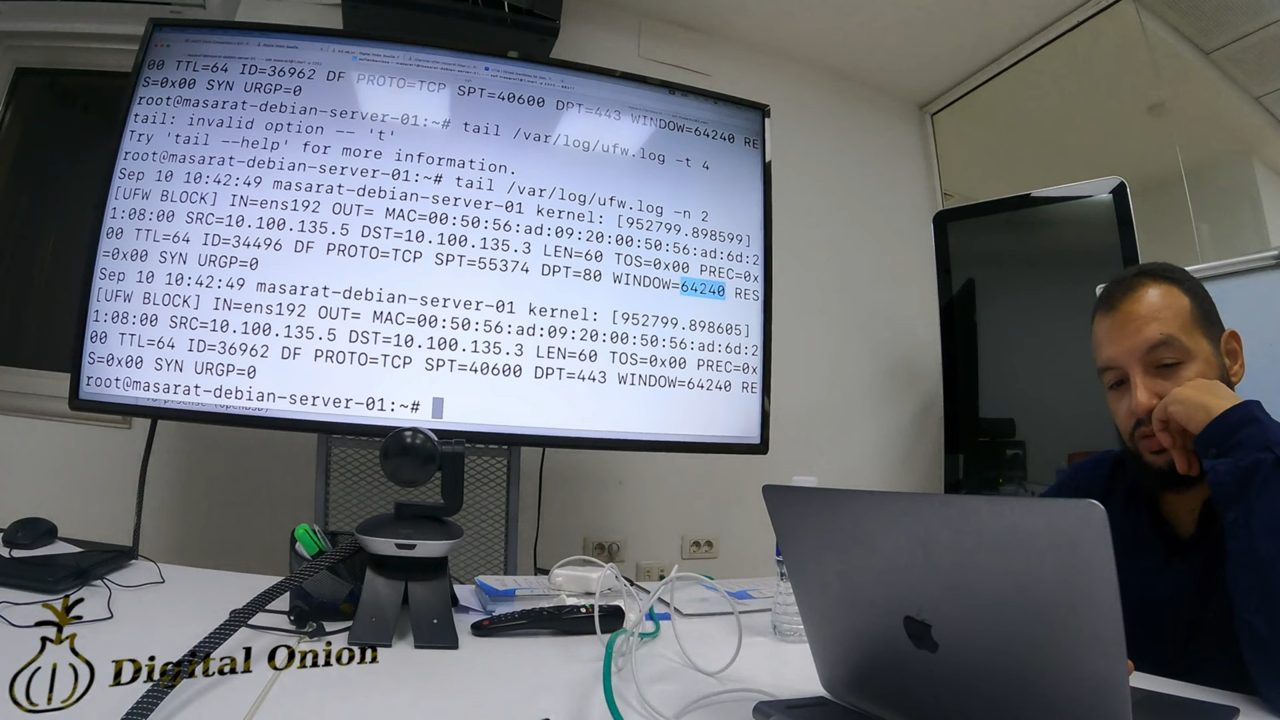 00 TTL=64 ID=36962 DF PROTO=TCP SPT=40600 DPT=443 WINDOW=64240 RE
S=0x00 SYN URGP=0
root@masarat-debian-server-01:~# tail /var/log/ufw.log -t 4
tail: invalid option -- 't'
Try 'tail --help' for more information.
root@masarat-debian-server-01:~# tail /var/log/ufw.log -n 2
Sep 10 10:42:49 masarat-debian-server-01 kernel: [952799.898599]
[UFW BLOCK] IN=ens192 OUT= MAC=00:50:56:ad:09:20:00:50:56:ad:6d:2
1:08:00 SRC=10.100.135.5 DST=10.100.135.3 LEN=60 TOS=0x00 PREC=0x
00 TTL=64 ID=34496 DF PROTO=TCP SPT=55374 DPT=80 WINDOW=64240 RES
=0x00 SYN URGP=0
Sep 10 10:42:49 masarat-debian-server-01 kernel: [952799.898605]
[UFW BLOCK] IN=ens192 OUT= MAC=00:50:56:ad:09:20:00:50:56:ad:6d:2
1:08:00 SRC=10.100.135.5 DST=10.100.135.3 LEN=60 TOS=0x00 PREC=0x
00 TTL=64 ID=36962 DF PROTO=TCP SPT=40600 DPT=443 WINDOW=64240 RE
S=0x00 SYN URGP=0
root@masarat-debian-server-01:~#
Digital Onion